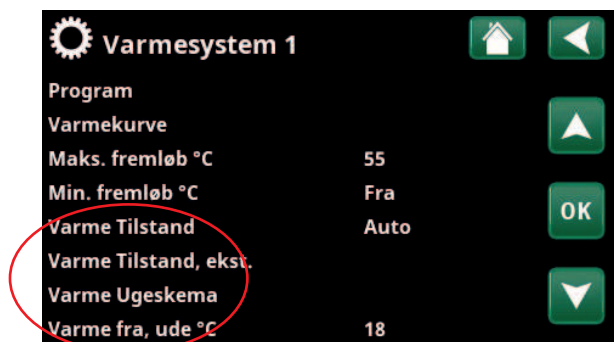 Varmesystem 1
Program
Varmekurve
Maks. fremløb °C 55
Min. fremløb °C Fra
Varme Tilstand Auto
OK
Varme Tilstand, ekst.
Varme Ugeskema
Varme fra, ude °C 18